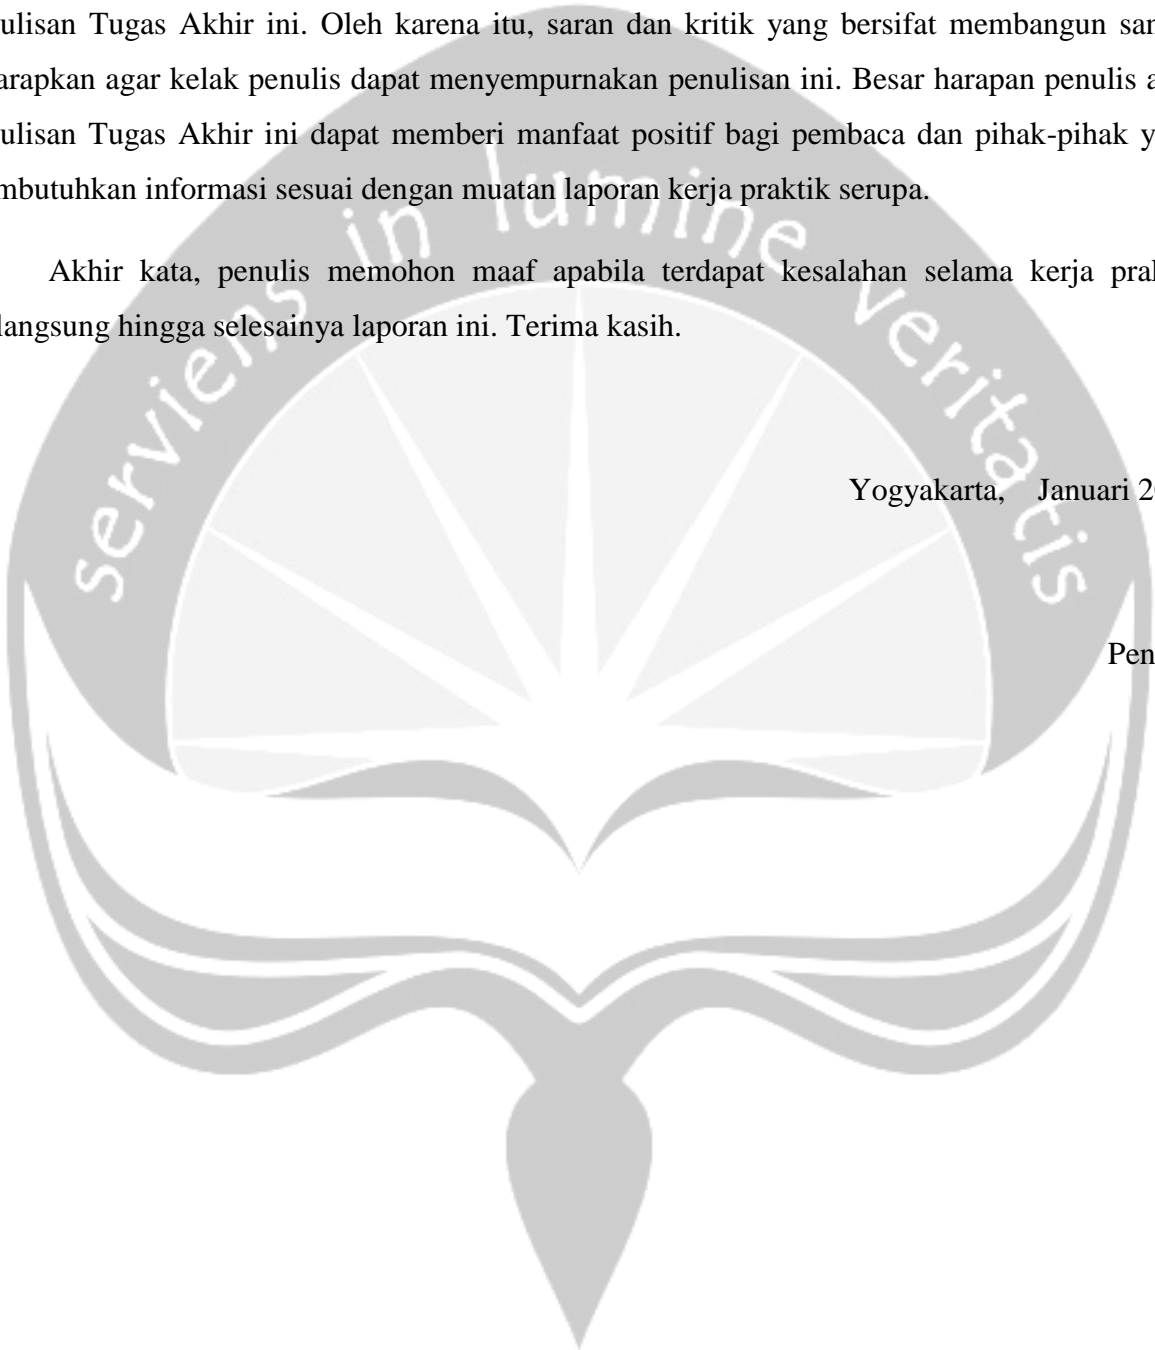 ulisan Tugas Akhir ini. Oleh karena itu, saran dan kritik yang bersifat membangun san
arapkan agar kelak penulis dapat menyempurnakan penulisan ini. Besar harapan penulis a
ulisan Tugas Akhir ini dapat memberi manfaat positif bagi pembaca dan pihak-pihak y
mbutuhkan informasi sesuai dengan muatan laporan kerja praktik serupa.
Akhir kata, penulis memohon maaf apabila terdapat kesalahan selama kerja prak
langsung hingga selesainya laporan ini. Terima kasih.
serviens in lumine veritatis
Yogyakarta, Januari 20
Pen